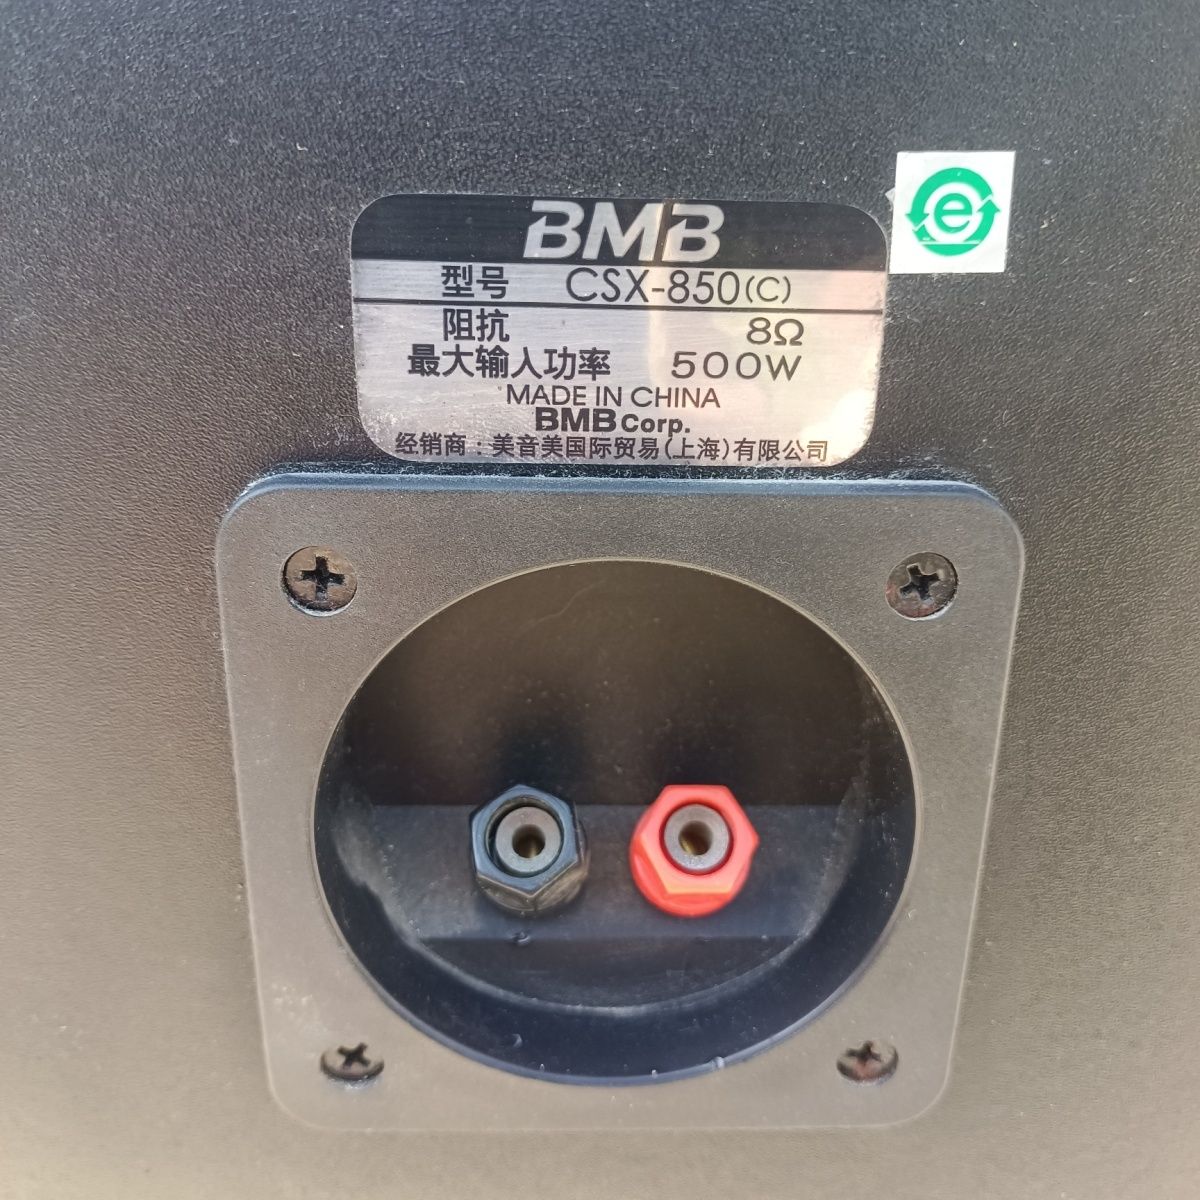 BMB
型号 CSX-850(C)
阻抗 8Ω
最大输入功率 500W
MADE IN CHINA
BMB Corp.
经销商：美音美国际贸易(上海)有限公司
e